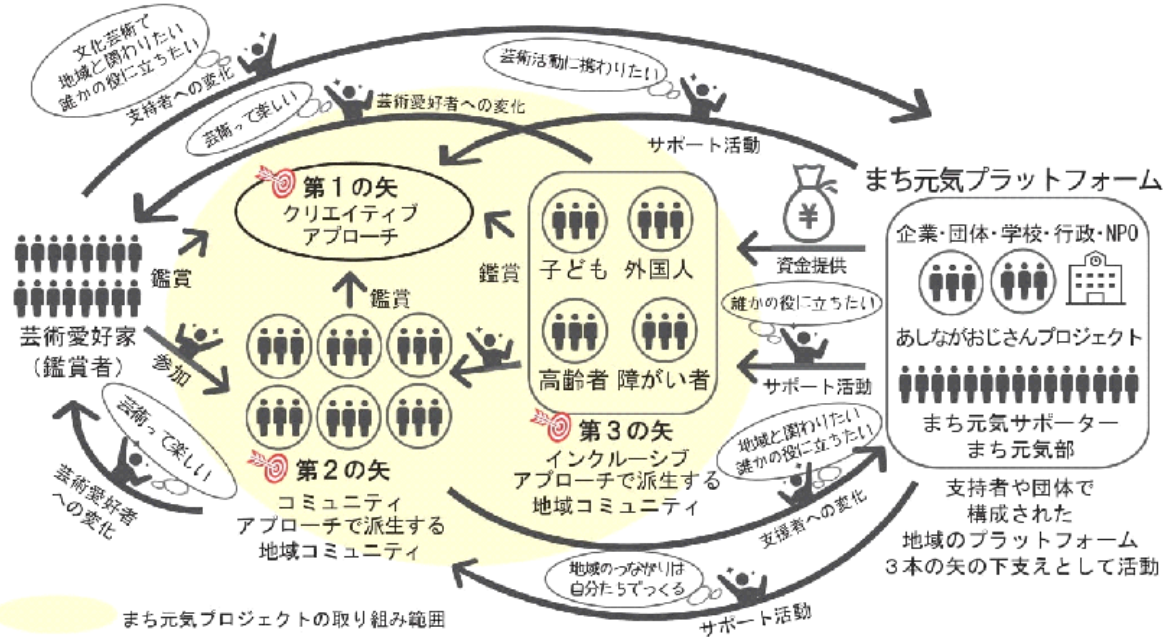 文化芸術で
地域と関わりたい
誰かの役に立ちたい
支持者への変化
芸術って楽しい
芸術愛好者への変化
芸術活動に携わりたい
サポート活動
第1の矢
クリエイティブ
アプローチ
鑑賞
芸術愛好家
(鑑賞者)
参加
鑑賞
鑑賞
子ども
外国人
高齢者
障がい者
資金提供
¥
誰かの役に立ちたい
サポート活動
まち元気プラットフォーム
企業・団体・学校・行政・NPO
あしながおじさんプロジェクト
まち元気サポーター
まち元気部
支持者や団体で
構成された
地域のプラットフォーム
3本の矢の下支えとして活動
第2の矢
コミュニティ
アプローチで派生する
地域コミュニティ
第3の矢
インクルーシブ
アプローチで派生する
地域コミュニティ
芸術って楽しい
芸術愛好者
への変化
地域と関わりたい
誰かの役に立ちたい
支援者への変化
地域のつながりは
自分たちでつくる
サポート活動
まち元気プロジェクトの取り組み範囲